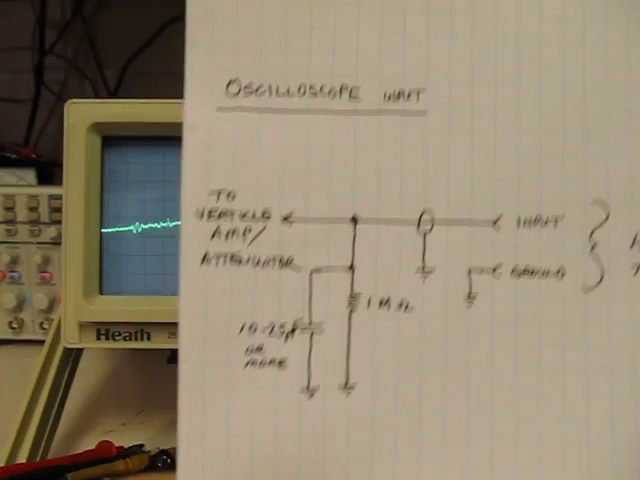 OSCILLOSCOPE INPUT
TO
VERTICLE
AMP/
ATTENUATOR
INPUT
GROUND
1 MΩ
10-25pf
OR
MORE
Heath